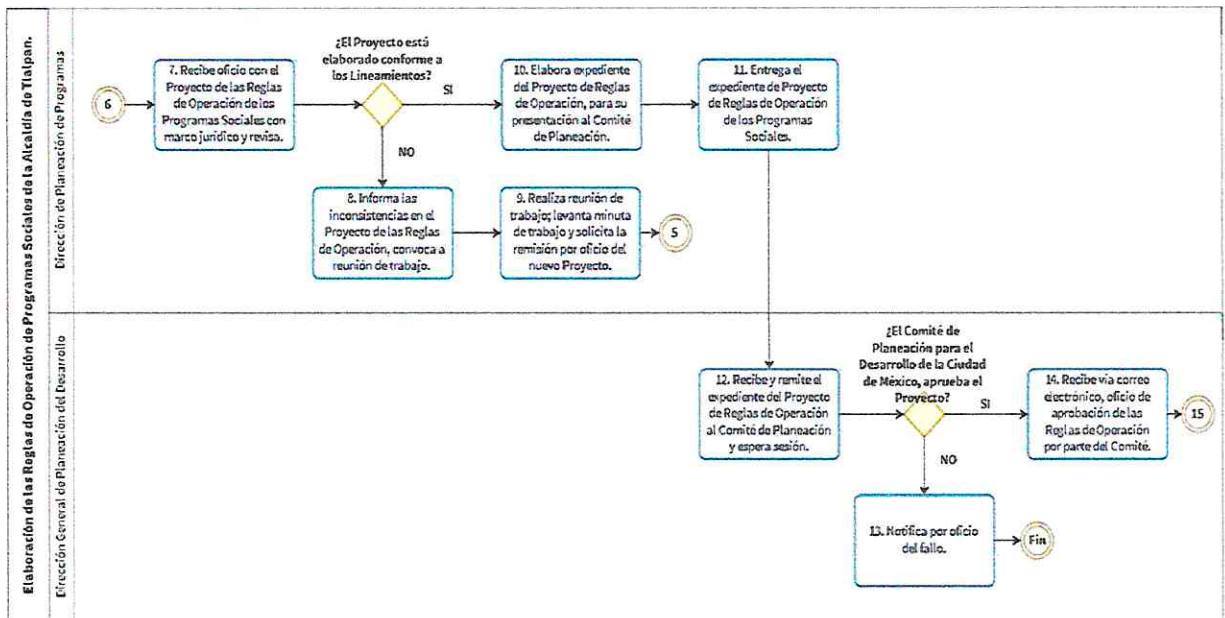 Elaboración de las Reglas de Operación de Programas Sociales de la Alcaldía de Tlalpan.
Dirección de Planeación de Programas
6
7. Recibe oficio con el
Proyecto de las Reglas
de Operación de los
Programas Sociales con
marco jurídico y revisa.
¿El Proyecto está
elaborado conforme a
los Lineamientos?
SI
NO
10. Elabora expediente
del Proyecto de Reglas
de Operación, para su
presentación al Comité
de Planeación.
11. Entrega el
expediente de Proyecto
de Reglas de Operación
de los Programas
Sociales.
8. Informa las
inconsistencias en el
Proyecto de las Reglas
de Operación, convoca a
reunión de trabajo.
9. Realiza reunión de
trabajo; levanta minuta
de trabajo y solicita la
remisión por oficio del
nuevo Proyecto.
5
Dirección General de Planeación del Desarrollo
12. Recibe y remite el
expediente del Proyecto
de Reglas de Operación
al Comité de Planeación
y espera sesión.
¿El Comité de
Planeación para el
Desarrollo de la Ciudad
de México, aprueba el
Proyecto?
SI
NO
14. Recibe vía correo
electrónico, oficio de
aprobación de las
Reglas de Operación
por parte del Comité.
15
13. Notifica por oficio
del fallo.
Fin